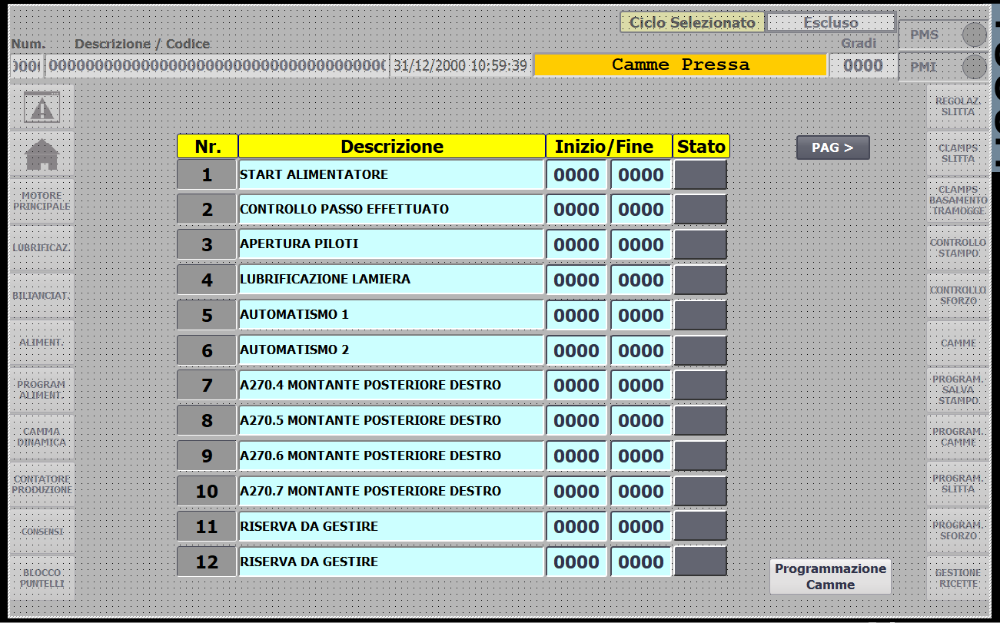 Ciclo Selezionato Escluso
Num. Descrizione / Codice Gradi PMS
31/12/2000 10:59:39 Camme Pressa 0000 PMI
REGOLAZ.
SLITTA
Nr. Descrizione Inizio/Fine Stato PAG >
CLAMPS
SLITTA
1 START ALIMENTATORE 0000 0000
MOTORE
PRINCIPALE
CLAMPS
BASAMENTO
TRAMOGGE
2 CONTROLLO PASSO EFFETTUATO 0000 0000
LUBRIFICAZ.
3 APERTURA PILOTI 0000 0000
CONTROLLO
STAMPO
4 LUBRIFICAZIONE LAMIERA 0000 0000
BILIANCIAT.
CONTROLLO
SFORZO
5 AUTOMATISMO 1 0000 0000
ALIMENT.
6 AUTOMATISMO 2 0000 0000
CAMME
PROGRAM
ALIMENT.
7 A270.4 MONTANTE POSTERIORE DESTRO 0000 0000
PROGRAM.
SALVA
STAMPO
8 A270.5 MONTANTE POSTERIORE DESTRO 0000 0000
CAMMA
DINAMICA
PROGRAM.
CAMME
9 A270.6 MONTANTE POSTERIORE DESTRO 0000 0000
CONTATORE
PRODUZIONE
10 A270.7 MONTANTE POSTERIORE DESTRO 0000 0000
PROGRAM.
SLITTA
CONSENSI
11 RISERVA DA GESTIRE 0000 0000
PROGRAM.
SFORZO
12 RISERVA DA GESTIRE 0000 0000
BLOCCO
PUNTELLI
Programmazione
Camme
GESTIONE
RICETTE